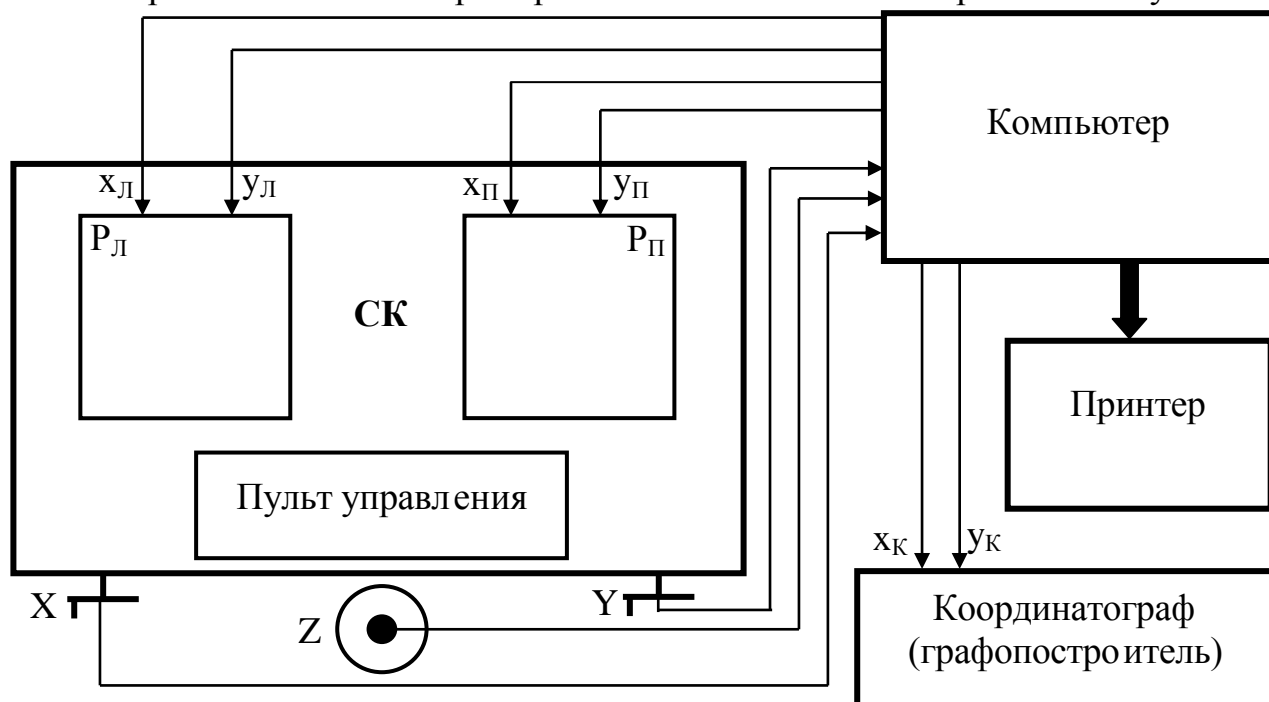 Компьютер
xЛ
yЛ
xП
yП
PЛ
PП
СК
Принтер
Пульт управления
xК
yК
X
Z
Y
Координатограф
(графопостроитель)